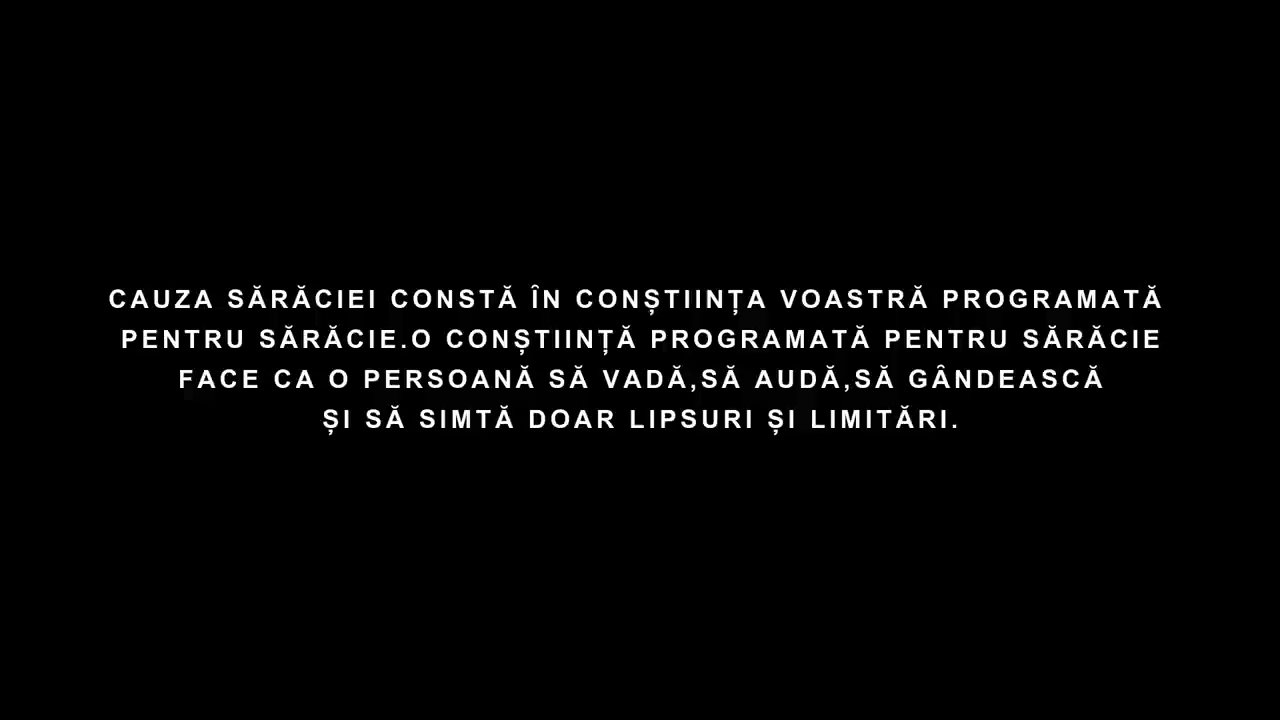 CAUZA SĂRĂCIEI CONSTĂ ÎN CONȘTIINȚA VOASTRĂ PROGRAMATĂ
PENTRU SĂRĂCIE.O CONȘTIINȚĂ PROGRAMATĂ PENTRU SĂRĂCIE
FACE CA O PERSOANĂ SĂ VADĂ,SĂ AUDĂ,SĂ GÂNDEASCĂ
ȘI SĂ SIMTĂ DOAR LIPSURI ȘI LIMITĂRI.